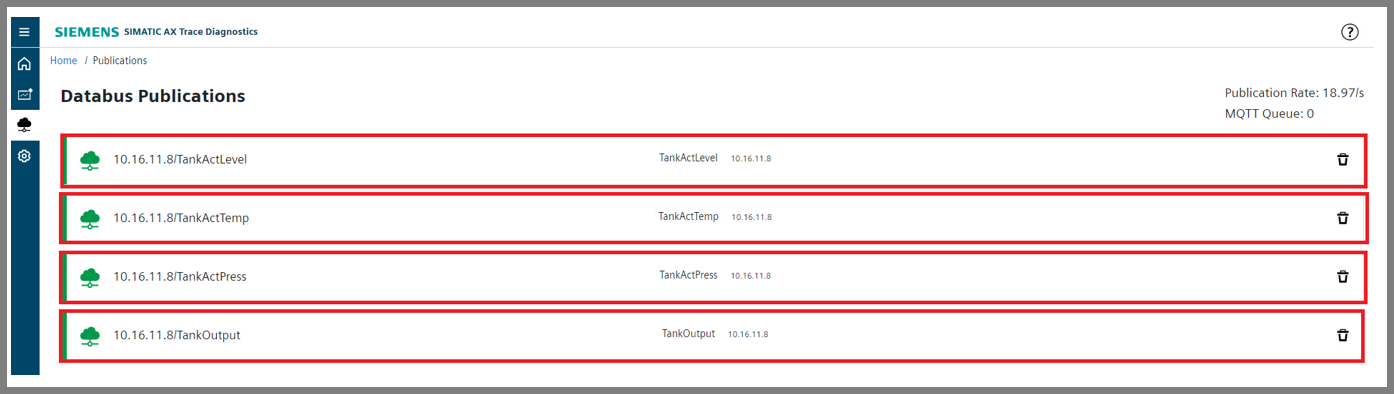 SIEMENS SIMATIC AX Trace Diagnostics ?
Home / Publications
Databus Publications
Publication Rate: 18.97/s
MQTT Queue: 0
10.16.11.8/TankActLevel TankActLevel 10.16.11.8
10.16.11.8/TankActTemp TankActTemp 10.16.11.8
10.16.11.8/TankActPress TankActPress 10.16.11.8
10.16.11.8/TankOutput TankOutput 10.16.11.8